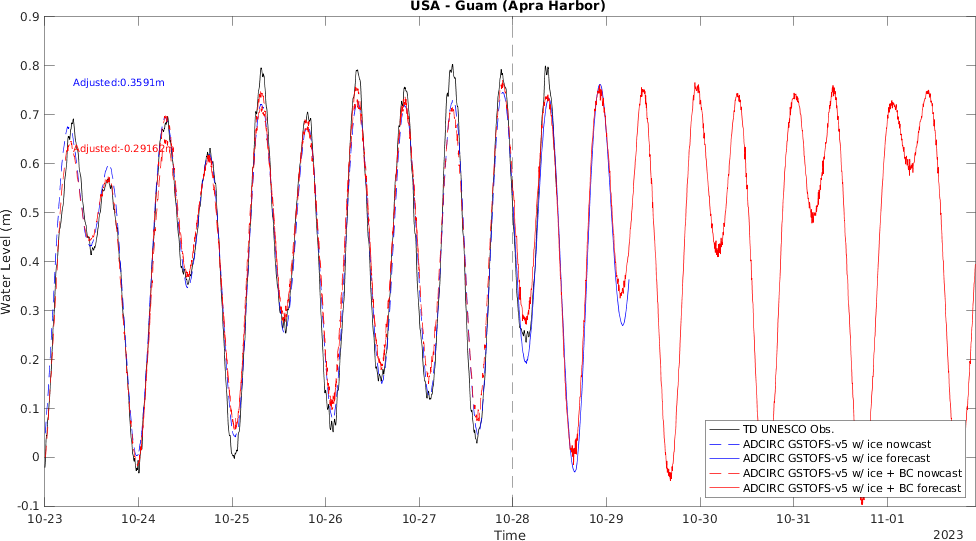 USA - Guam (Apra Harbor)
Water Level (m)
0.9
0.8
0.7
0.6
0.5
0.4
0.3
0.2
0.1
0
-0.1
Adjusted:0.3591m
Adjusted:-0.29162m
TD UNESCO Obs.
ADCIRC GSTOFS-v5 w/ ice nowcast
ADCIRC GSTOFS-v5 w/ ice forecast
ADCIRC GSTOFS-v5 w/ ice + BC nowcast
ADCIRC GSTOFS-v5 w/ ice + BC forecast
10-23 10-24 10-25 10-26 10-27 10-28 10-29 10-30 10-31 11-01
Time
2023